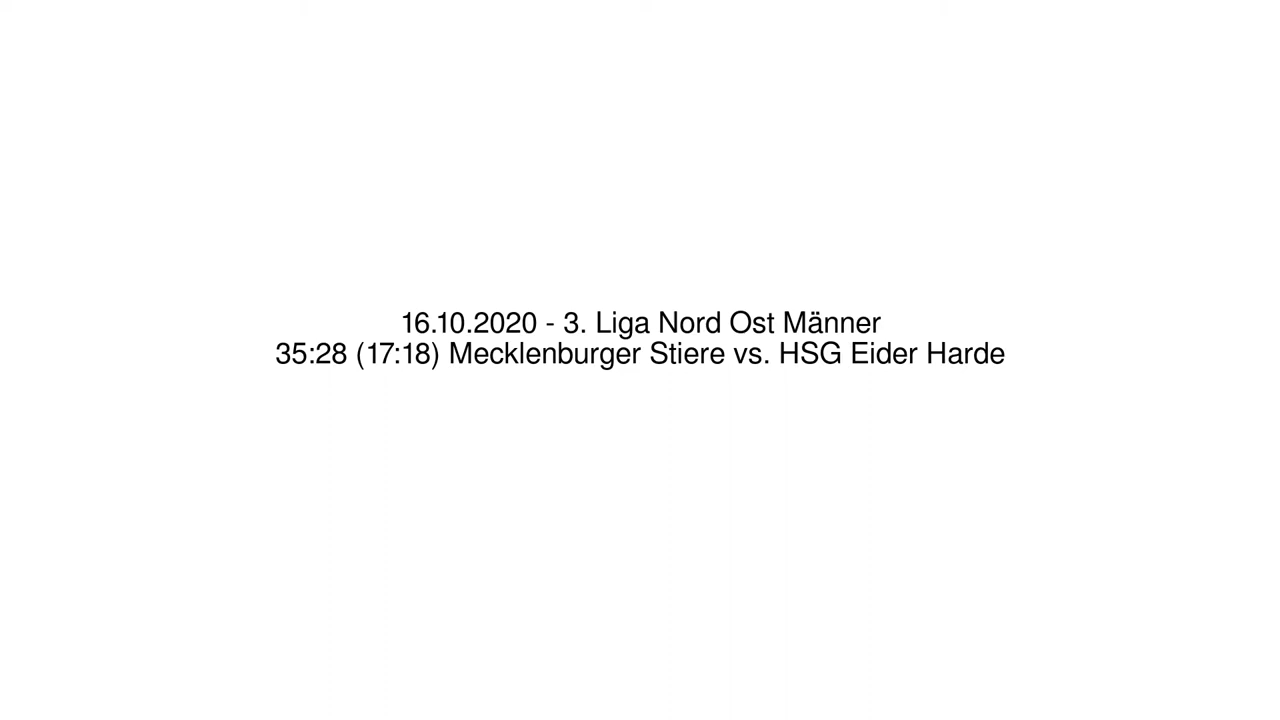 16.10.2020 - 3. Liga Nord Ost Männer
35:28 (17:18) Mecklenburger Stiere vs. HSG Eider Harde